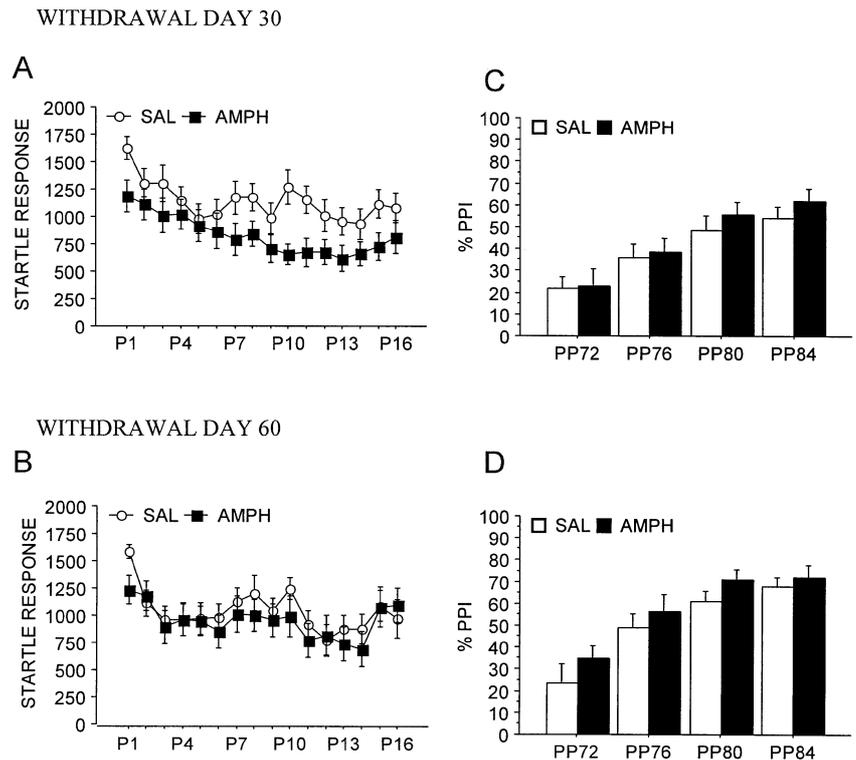 WITHDRAWAL DAY 30
A
STARTLE RESPONSE
2000
1750
1500
1250
1000
750
500
250
0
SAL AMPH
P1 P4 P7 P10 P13 P16
C
% PPI
100
90
80
70
60
50
40
30
20
10
0
SAL AMPH
PP72 PP76 PP80 PP84
WITHDRAWAL DAY 60
B
STARTLE RESPONSE
2000
1750
1500
1250
1000
750
500
250
0
SAL AMPH
P1 P4 P7 P10 P13 P16
D
% PPI
100
90
80
70
60
50
40
30
20
10
0
SAL AMPH
PP72 PP76 PP80 PP84